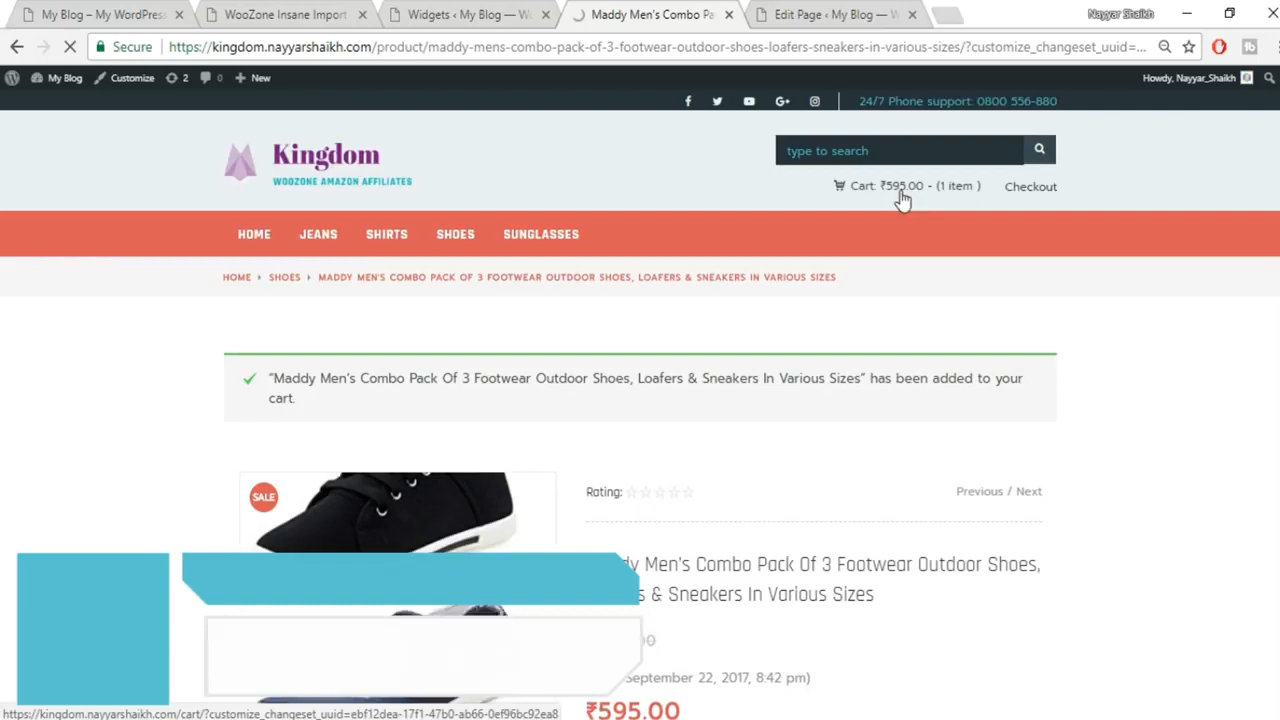 My Blog – My WordPress
WooZone Insane Import
Widgets ‹ My Blog — W
Maddy Men's Combo Pa
Edit Page ‹ My Blog — W
Nayyar Shaikh
Secure
https://kingdom.nayyarshaikh.com/product/maddy-mens-combo-pack-of-3-footwear-outdoor-shoes-loafers-sneakers-in-various-sizes/?customize_changeset_uuid=...
My Blog
Customize
2
0
New
Howdy, Nayyar_Shaikh
24/7 Phone support: 0800 556-880
Kingdom
WOOZONE AMAZON AFFILIATES
type to search
Cart: ₹595.00 - (1 item )
Checkout
HOME JEANS SHIRTS SHOES SUNGLASSES
HOME SHOES MADDY MEN'S COMBO PACK OF 3 FOOTWEAR OUTDOOR SHOES, LOAFERS & SNEAKERS IN VARIOUS SIZES
“Maddy Men's Combo Pack Of 3 Footwear Outdoor Shoes, Loafers & Sneakers In Various Sizes” has been added to your
cart.
SALE
Rating:
Previous / Next
Men's Combo Pack Of 3 Footwear Outdoor Shoes,
& Sneakers In Various Sizes
September 22, 2017, 8:42 pm)
₹595.00
https://kingdom.nayyarshaikh.com/cart/?customize_changeset_uuid=ebf12dea-17f1-47b0-ab66-0ef96bc92ea8